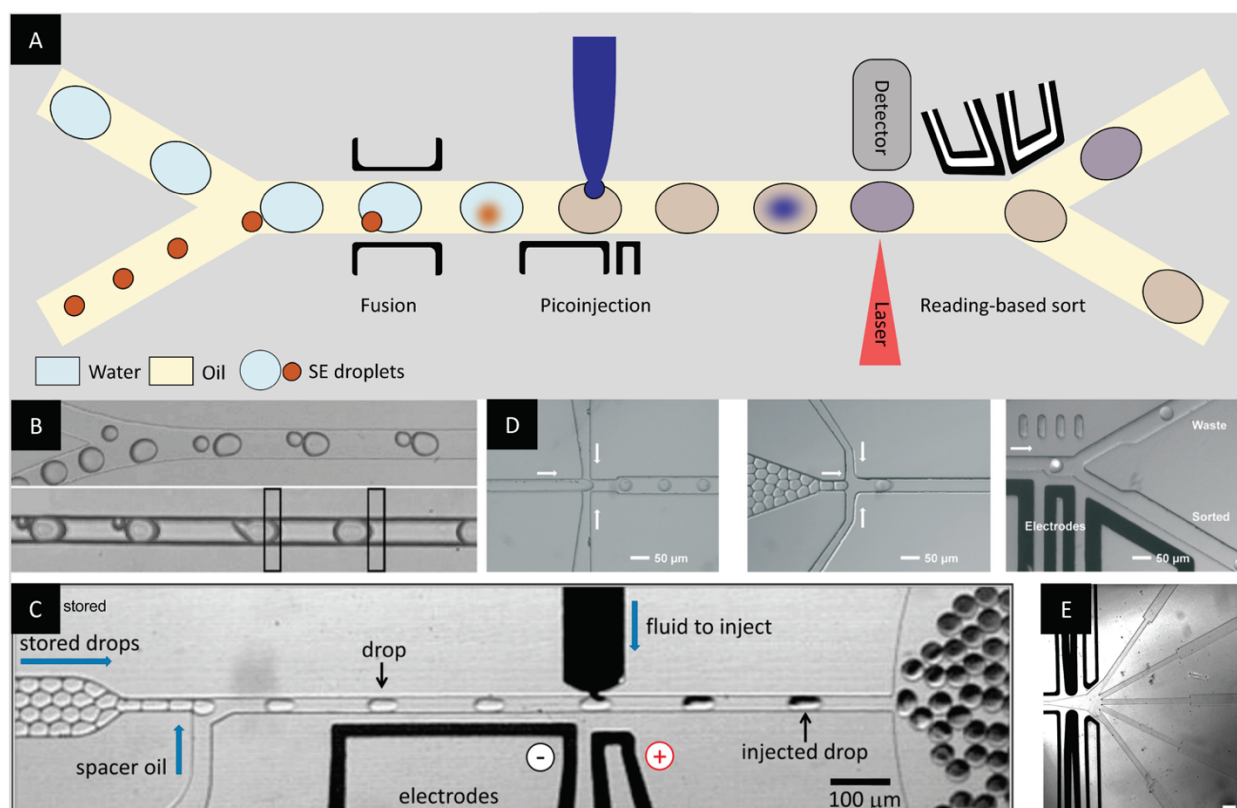 A
Detector
Fusion
Picoinjection
Laser
Reading-based sort
Water
Oil
SE droplets
B
D
50 µm
50 µm
Waste
Sorted
Electrodes
50 µm
C
stored
stored drops
drop
fluid to inject
spacer oil
-
+
injected drop
electrodes
100 µm
E